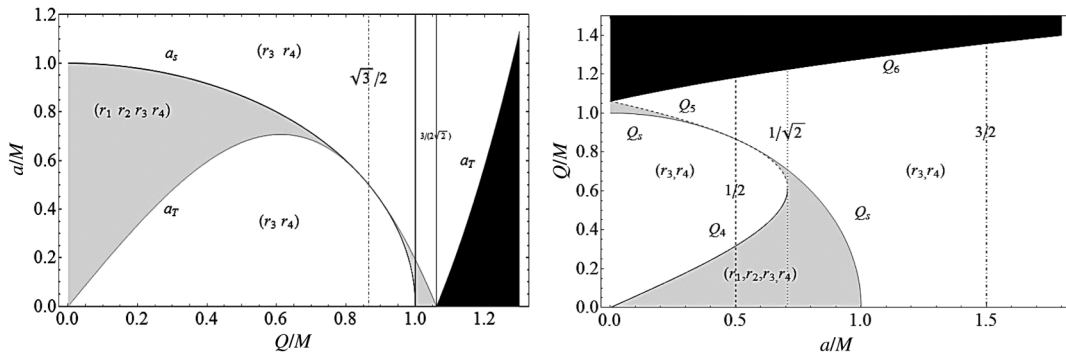 1.2
1.0
0.8
0.6
0.4
0.2
0.0
a/M
a_s
(r_3 r_4)
√3/2
(r_1 r_2 r_3 r_4)
3/(2√2)
a_T
a_T
(r_3 r_4)
0.0 0.2 0.4 0.6 0.8 1.0 1.2
Q/M
1.4
1.2
1.0
0.8
0.6
0.4
0.2
0.0
Q/M
Q_6
Q_5
Q_s
1/√2
3/2
(r_3,r_4)
1/2
(r_3,r_4)
Q_4
Q_s
(r_1,r_2,r_3,r_4)
0.0 0.5 1.0 1.5
a/M